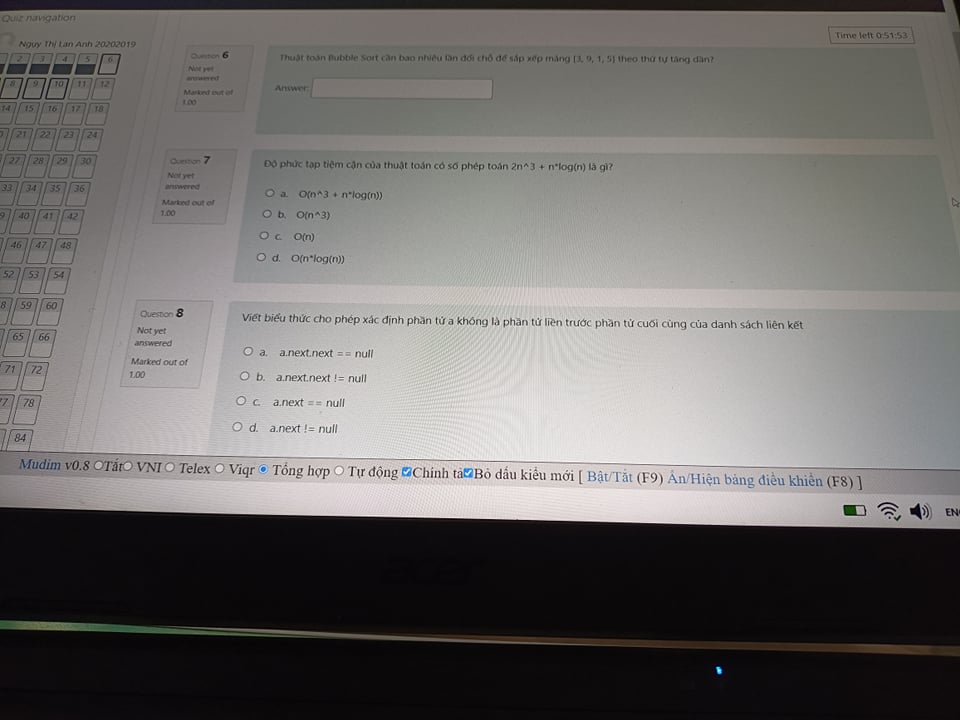 Quiz navigation
Nguy Thị Lan Anh 20202019
Time left 0:51:53
2 3 4 5 6
8 9 10 11 12
14 15 16 17 18
21 22 23 24
27 28 29 30
33 34 35 36
9 40 41 42
46 47 48
52 53 54
8 59 60
65 66
71 72
77 78
84
Question 6
Not yet
answered
Marked out of
1.00
Thuật toán Bubble Sort cần bao nhiêu lần đổi chỗ để sắp xếp mảng [3, 9, 1, 5] theo thứ tự tăng dần?
Answer:
Question 7
Not yet
answered
Marked out of
1.00
Độ phức tạp tiệm cận của thuật toán có số phép toán 2n^3 + n*log(n) là gì?
a. O(n^3 + n*log(n))
b. O(n^3)
c. O(n)
d. O(n*log(n))
Question 8
Not yet
answered
Marked out of
1.00
Viết biểu thức cho phép xác định phần tử a không là phần tử liền trước phần tử cuối cùng của danh sách liên kết
a. a.next.next == null
b. a.next.next != null
c. a.next == null
d. a.next != null
Mudim v0.8 Tắt VNI Telex Viqr Tổng hợp Tự động Chính tả Bỏ dấu kiểu mới [ Bật/Tắt (F9) Ẩn/Hiện bảng điều khiển (F8) ]
EN
acer